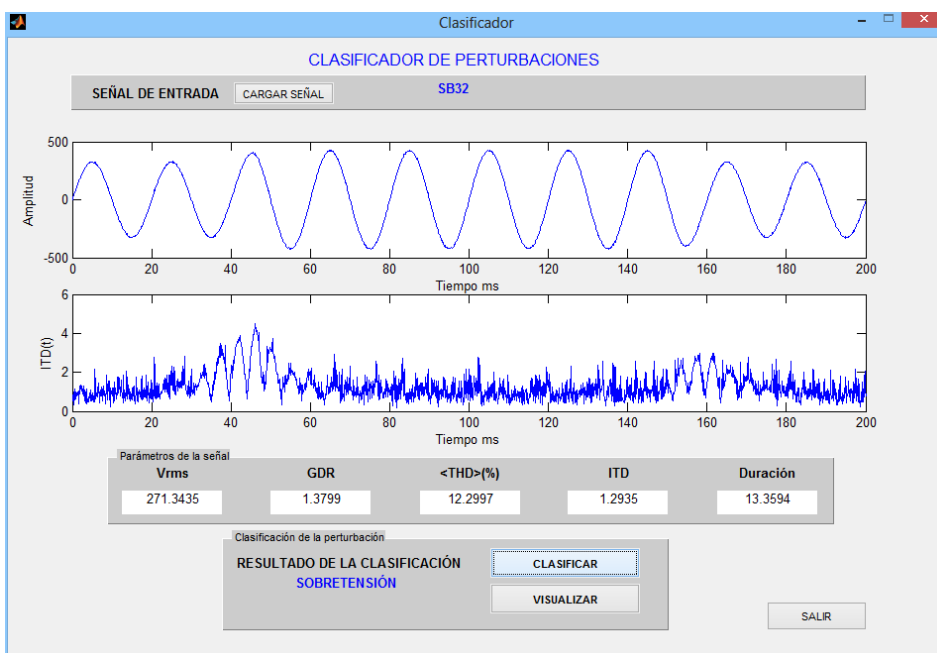 Clasificador
CLASIFICADOR DE PERTURBACIONES
SEÑAL DE ENTRADA CARGAR SEÑAL SB32
500
0
-500
Amplitud
0 20 40 60 80 100 120 140 160 180 200
Tiempo ms
6
4
2
0
ITD(t)
0 20 40 60 80 100 120 140 160 180 200
Tiempo ms
Parámetros de la señal
Vrms GDR <THD>(%) ITD Duración
271.3435 1.3799 12.2997 1.2935 13.3594
Clasificación de la perturbación
RESULTADO DE LA CLASIFICACIÓN CLASIFICAR
SOBRETENSIÓN
VISUALIZAR
SALIR